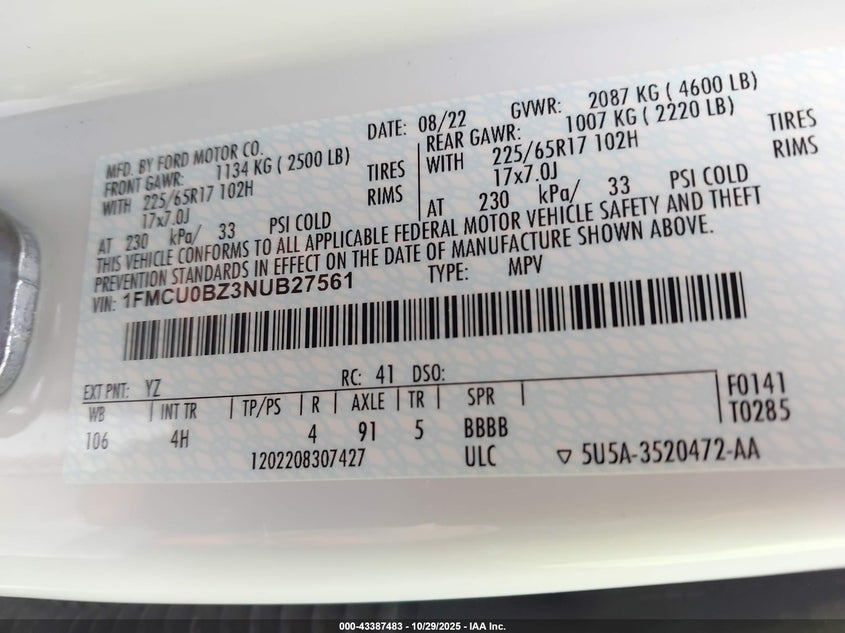 MFD. BY FORD MOTOR CO. DATE: 08/22 GVWR: 2087 KG ( 4600 LB)
FRONT GAWR: 1134 KG ( 2500 LB) REAR GAWR: 1007 KG ( 2220 LB)
WITH 225/65R17 102H TIRES WITH 225/65R17 102H TIRES
17x7.0J RIMS 17x7.0J RIMS
AT 230 kPa/ 33 PSI COLD AT 230 kPa/ 33 PSI COLD
THIS VEHICLE CONFORMS TO ALL APPLICABLE FEDERAL MOTOR VEHICLE SAFETY AND THEFT
PREVENTION STANDARDS IN EFFECT ON THE DATE OF MANUFACTURE SHOWN ABOVE.
VIN: 1FMCU0BZ3NUB27561 TYPE: MPV
EXT PNT: YZ RC: 41 DSO:
WB INT TR TP/PS R AXLE TR SPR F0141
106 4H 4 91 5 BBBB T0285
1202208307427 ULC ▽ 5U5A-3520472-AA
000-43387483 - 10/29/2025 - IAA Inc.